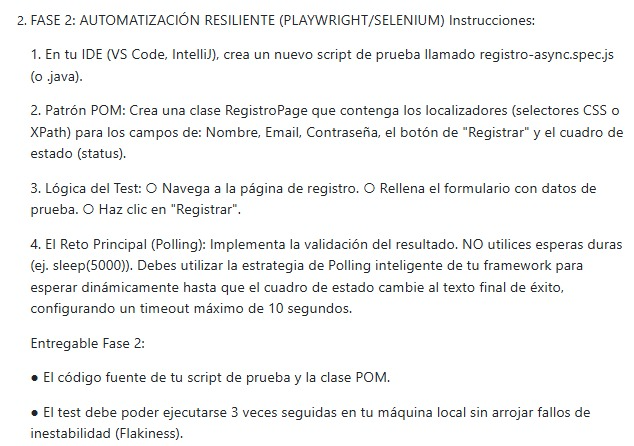 2. FASE 2: AUTOMATIZACIÓN RESILIENTE (PLAYWRIGHT/SELENIUM) Instrucciones:
1. En tu IDE (VS Code, IntelliJ), crea un nuevo script de prueba llamado registro-async.spec.js
(o .java).
2. Patrón POM: Crea una clase RegistroPage que contenga los localizadores (selectores CSS o
XPath) para los campos de: Nombre, Email, Contraseña, el botón de "Registrar" y el cuadro de
estado (status).
3. Lógica del Test: O Navega a la página de registro. O Rellena el formulario con datos de
prueba. O Haz clic en "Registrar".
4. El Reto Principal (Polling): Implementa la validación del resultado. NO utilices esperas duras
(ej. sleep(5000)). Debes utilizar la estrategia de Polling inteligente de tu framework para
esperar dinámicamente hasta que el cuadro de estado cambie al texto final de éxito,
configurando un timeout máximo de 10 segundos.
Entregable Fase 2:
● El código fuente de tu script de prueba y la clase POM.
● El test debe poder ejecutarse 3 veces seguidas en tu máquina local sin arrojar fallos de
inestabilidad (Flakiness).